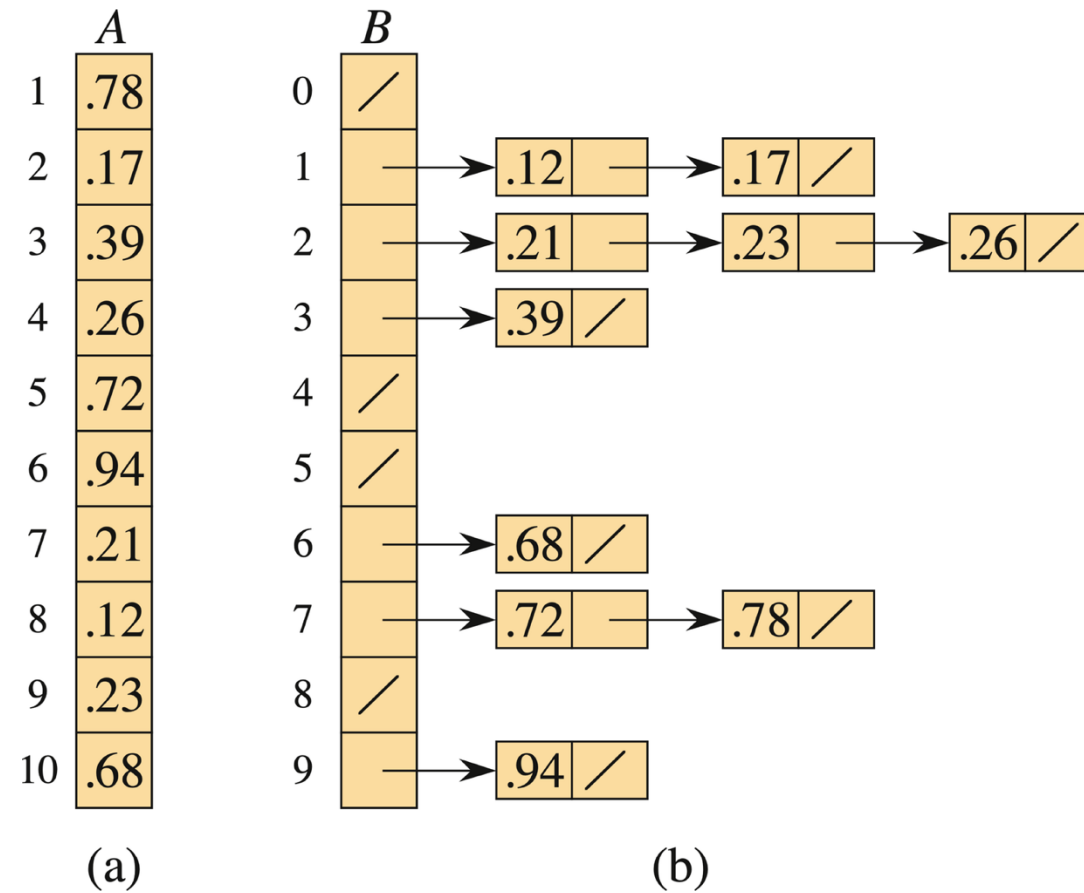 A B
1 .78 0 /
2 .17 1 .12 .17 /
3 .39 2 .21 .23 .26 /
4 .26 3 .39 /
5 .72 4 /
6 .94 5 /
7 .21 6 .68 /
8 .12 7 .72 .78 /
9 .23 8 /
10 .68 9 .94 /
(a) (b)